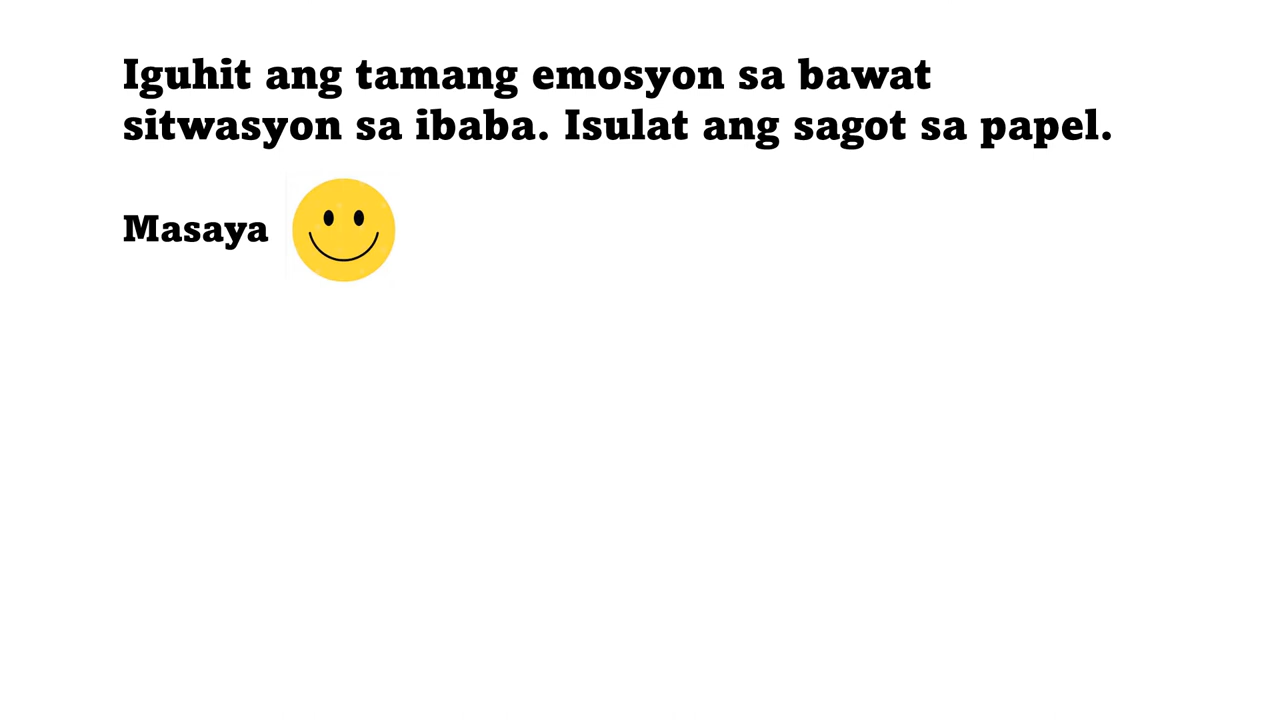 Iguhit ang tamang emosyon sa bawat
sitwasyon sa ibaba. Isulat ang sagot sa papel.
Masaya